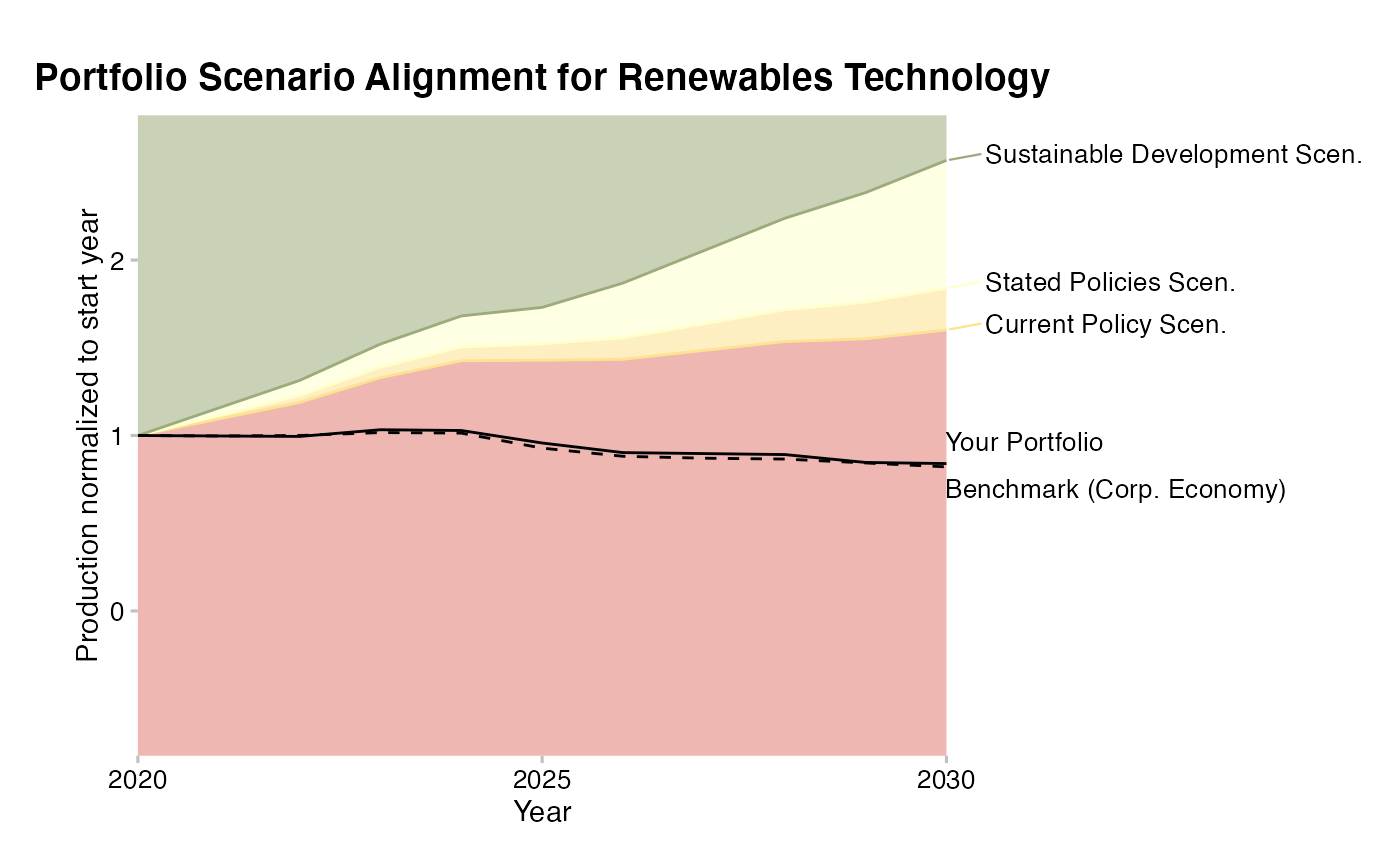 Portfolio Scenario Alignment for Renewables Technology
Production normalized to start year
2
1
0
Sustainable Development Scen.
Stated Policies Scen.
Current Policy Scen.
Your Portfolio
Benchmark (Corp. Economy)
2020
2025
2030
Year